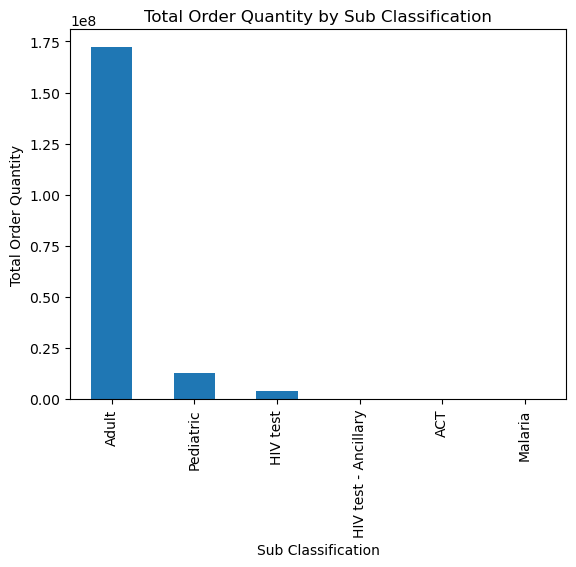 Total Order Quantity by Sub Classification
1e8
1.75
1.50
1.25
1.00
0.75
0.50
0.25
0.00
Total Order Quantity
Adult
Pediatric
HIV test
HIV test - Ancillary
ACT
Malaria
Sub Classification